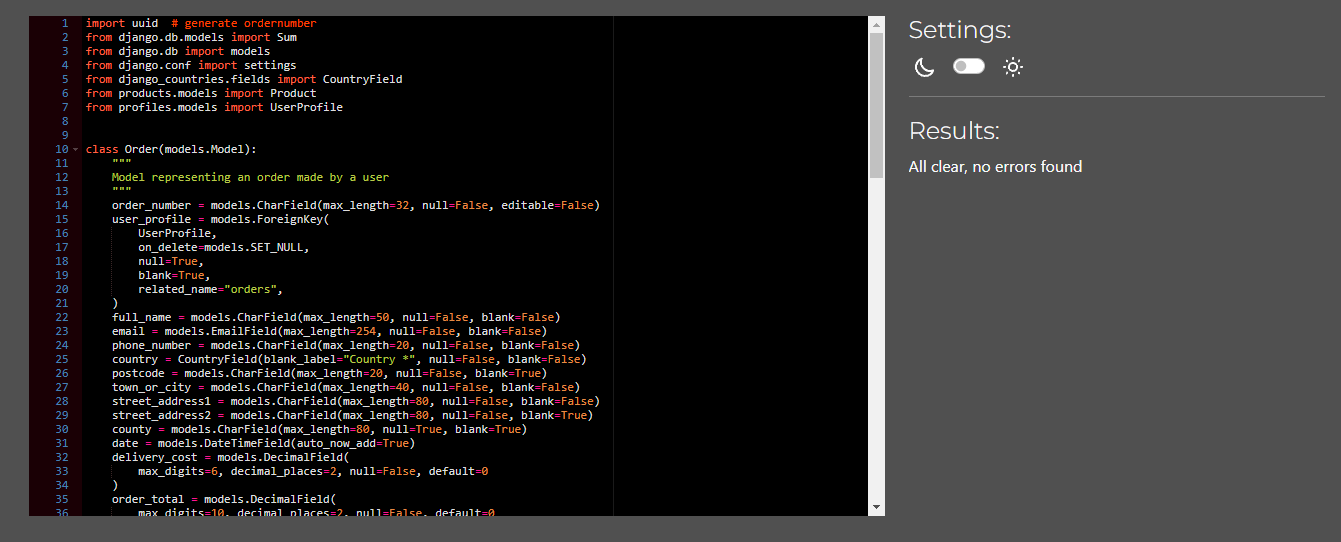 1 import uuid  # generate ordernumber
2 from django.db.models import Sum
3 from django.db import models
4 from django.conf import settings
5 from django_countries.fields import CountryField
6 from products.models import Product
7 from profiles.models import UserProfile
8
9
10 class Order(models.Model):
11     """
12     Model representing an order made by a user
13     """
14     order_number = models.CharField(max_length=32, null=False, editable=False)
15     user_profile = models.ForeignKey(
16         UserProfile,
17         on_delete=models.SET_NULL,
18         null=True,
19         blank=True,
20         related_name="orders",
21     )
22     full_name = models.CharField(max_length=50, null=False, blank=False)
23     email = models.EmailField(max_length=254, null=False, blank=False)
24     phone_number = models.CharField(max_length=20, null=False, blank=False)
25     country = CountryField(blank_label="Country *", null=False, blank=False)
26     postcode = models.CharField(max_length=20, null=False, blank=True)
27     town_or_city = models.CharField(max_length=40, null=False, blank=False)
28     street_address1 = models.CharField(max_length=80, null=False, blank=False)
29     street_address2 = models.CharField(max_length=80, null=False, blank=True)
30     county = models.CharField(max_length=80, null=True, blank=True)
31     date = models.DateTimeField(auto_now_add=True)
32     delivery_cost = models.DecimalField(
33         max_digits=6, decimal_places=2, null=False, default=0
34     )
35     order_total = models.DecimalField(
36         max_digits=10, decimal_places=2, null=False, default=0
Settings:
Results:
All clear, no errors found